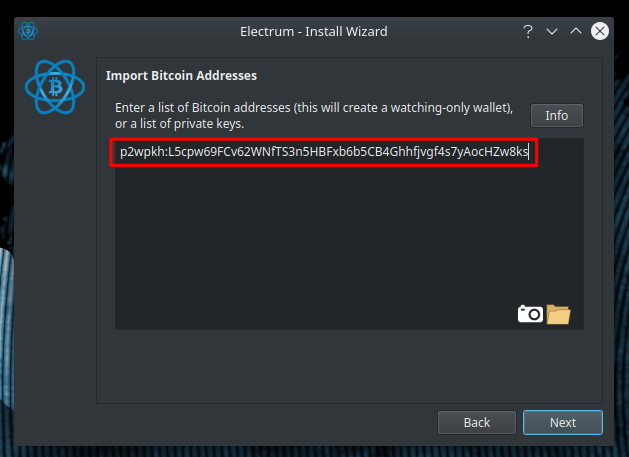 Electrum - Install Wizard
Import Bitcoin Addresses
Enter a list of Bitcoin addresses (this will create a watching-only wallet),
or a list of private keys.
Info
p2wpkh:L5cpw69FCv62WNfTS3n5HBFxb6b5CB4Ghhfjvgf4s7yAocHZw8ks
Back
Next